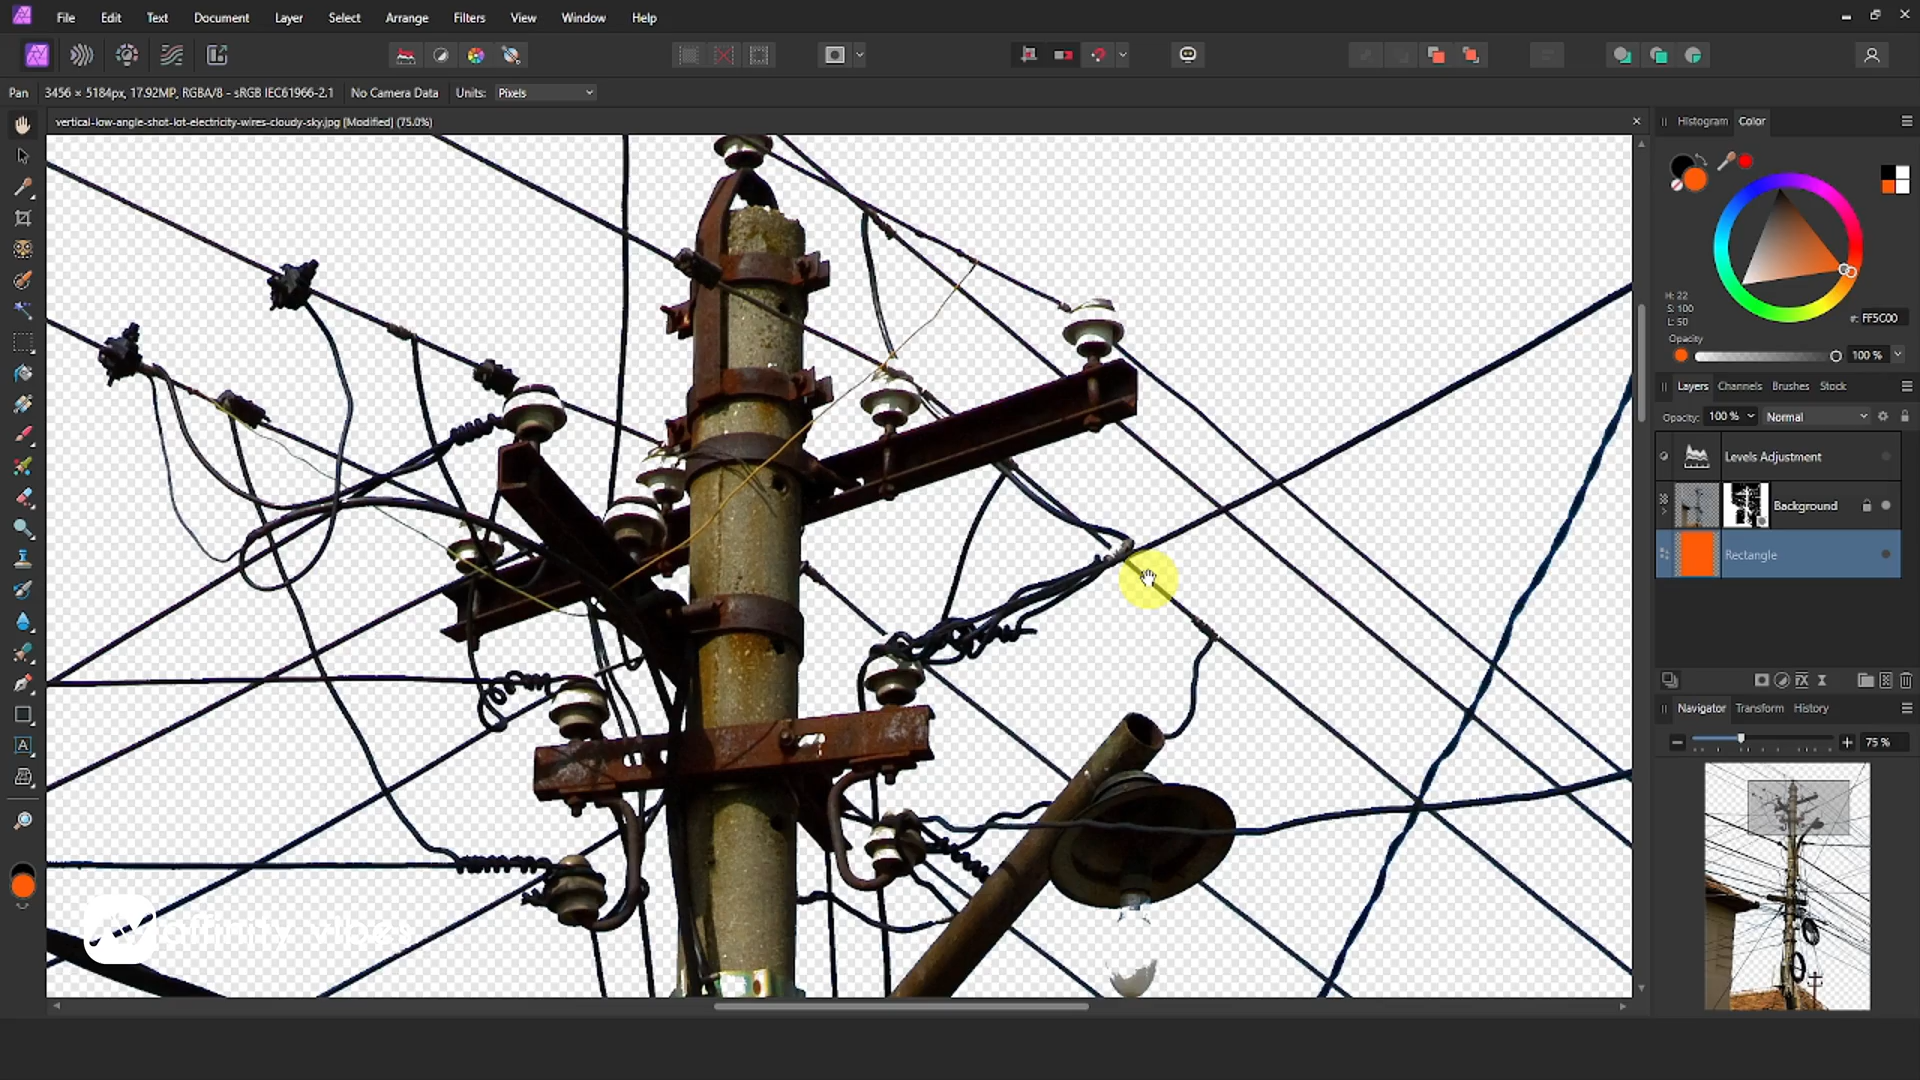 File Edit Text Document Layer Select Arrange Filters View Window Help
Pan 3456 × 5184px, 17.92MP, RGBA/8 - sRGB IEC61966-2.1 No Camera Data Units: Pixels
vertical-low-angle-shot-lot-electricity-wires-cloudy-sky.jpg [Modified] (75.0%)
Histogram Color
H: 22
S: 100
L: 50
#: FF5C00
Opacity
100 %
Layers Channels Brushes Stock
Opacity: 100 % Normal
Levels Adjustment
Background
Rectangle
FX
Navigator Transform History
75 %
A